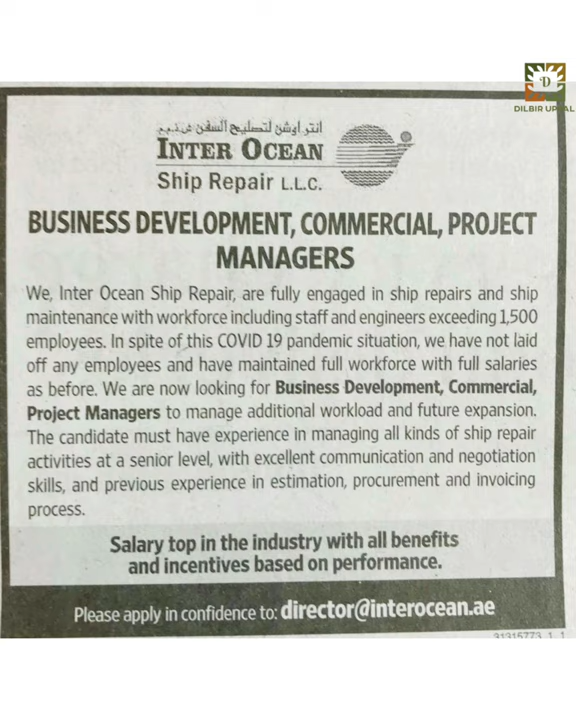 DILBIR UPPAL
انتر اوشن لتصليح السفن ش.ذ.م.م
INTER OCEAN
Ship Repair L.L.C.
BUSINESS DEVELOPMENT, COMMERCIAL, PROJECT
MANAGERS
We, Inter Ocean Ship Repair, are fully engaged in ship repairs and ship
maintenance with workforce including staff and engineers exceeding 1,500
employees. In spite of this COVID 19 pandemic situation, we have not laid
off any employees and have maintained full workforce with full salaries
as before. We are now looking for Business Development, Commercial,
Project Managers to manage additional workload and future expansion.
The candidate must have experience in managing all kinds of ship repair
activities at a senior level, with excellent communication and negotiation
skills, and previous experience in estimation, procurement and invoicing
process.
Salary top in the industry with all benefits
and incentives based on performance.
Please apply in confidence to: director@interocean.ae
31315773_1_1